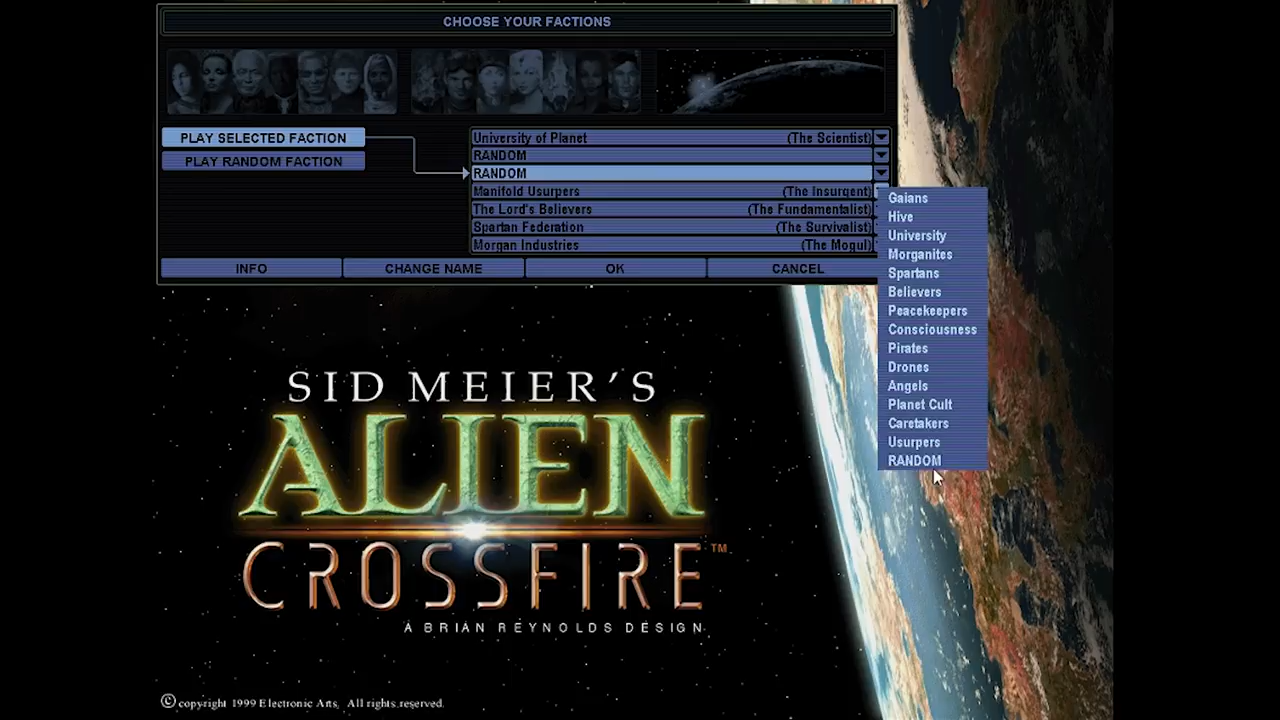 CHOOSE YOUR FACTIONS
PLAY SELECTED FACTION
PLAY RANDOM FACTION
University of Planet (The Scientist)
RANDOM
RANDOM
Manifold Usurpers (The Insurgent)
The Lord's Believers (The Fundamentalist)
Spartan Federation (The Survivalist)
Morgan Industries (The Mogul)
INFO CHANGE NAME OK CANCEL
Gaians
Hive
University
Morganites
Spartans
Believers
Peacekeepers
Consciousness
Pirates
Drones
Angels
Planet Cult
Caretakers
Usurpers
RANDOM
SID MEIER'S
ALIEN
CROSSFIRE™
A BRIAN REYNOLDS DESIGN
© copyright 1999 Electronic Arts, All rights reserved.